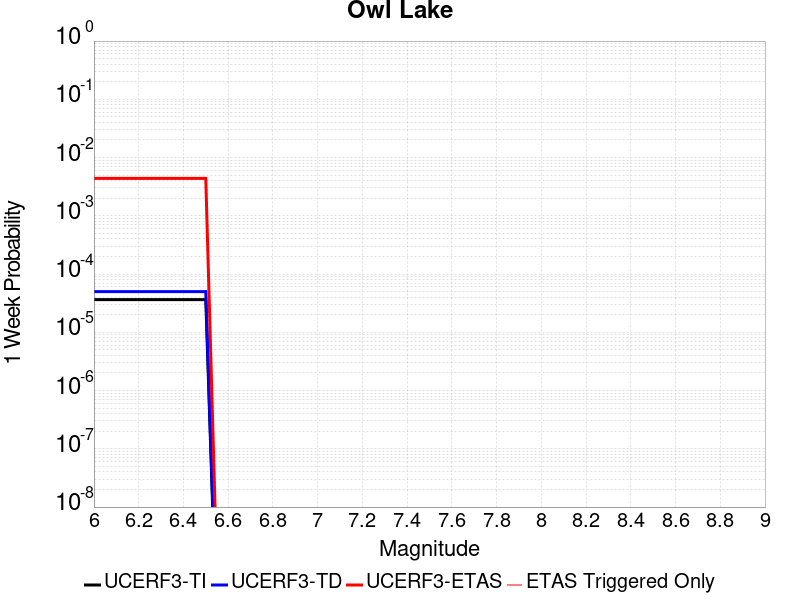 Owl Lake
10^0
10^-1
10^-2
10^-3
10^-4
10^-5
10^-6
10^-7
10^-8
1 Week Probability
6 6.2 6.4 6.6 6.8 7 7.2 7.4 7.6 7.8 8 8.2 8.4 8.6 8.8 9
Magnitude
UCERF3-TI UCERF3-TD UCERF3-ETAS ETAS Triggered Only